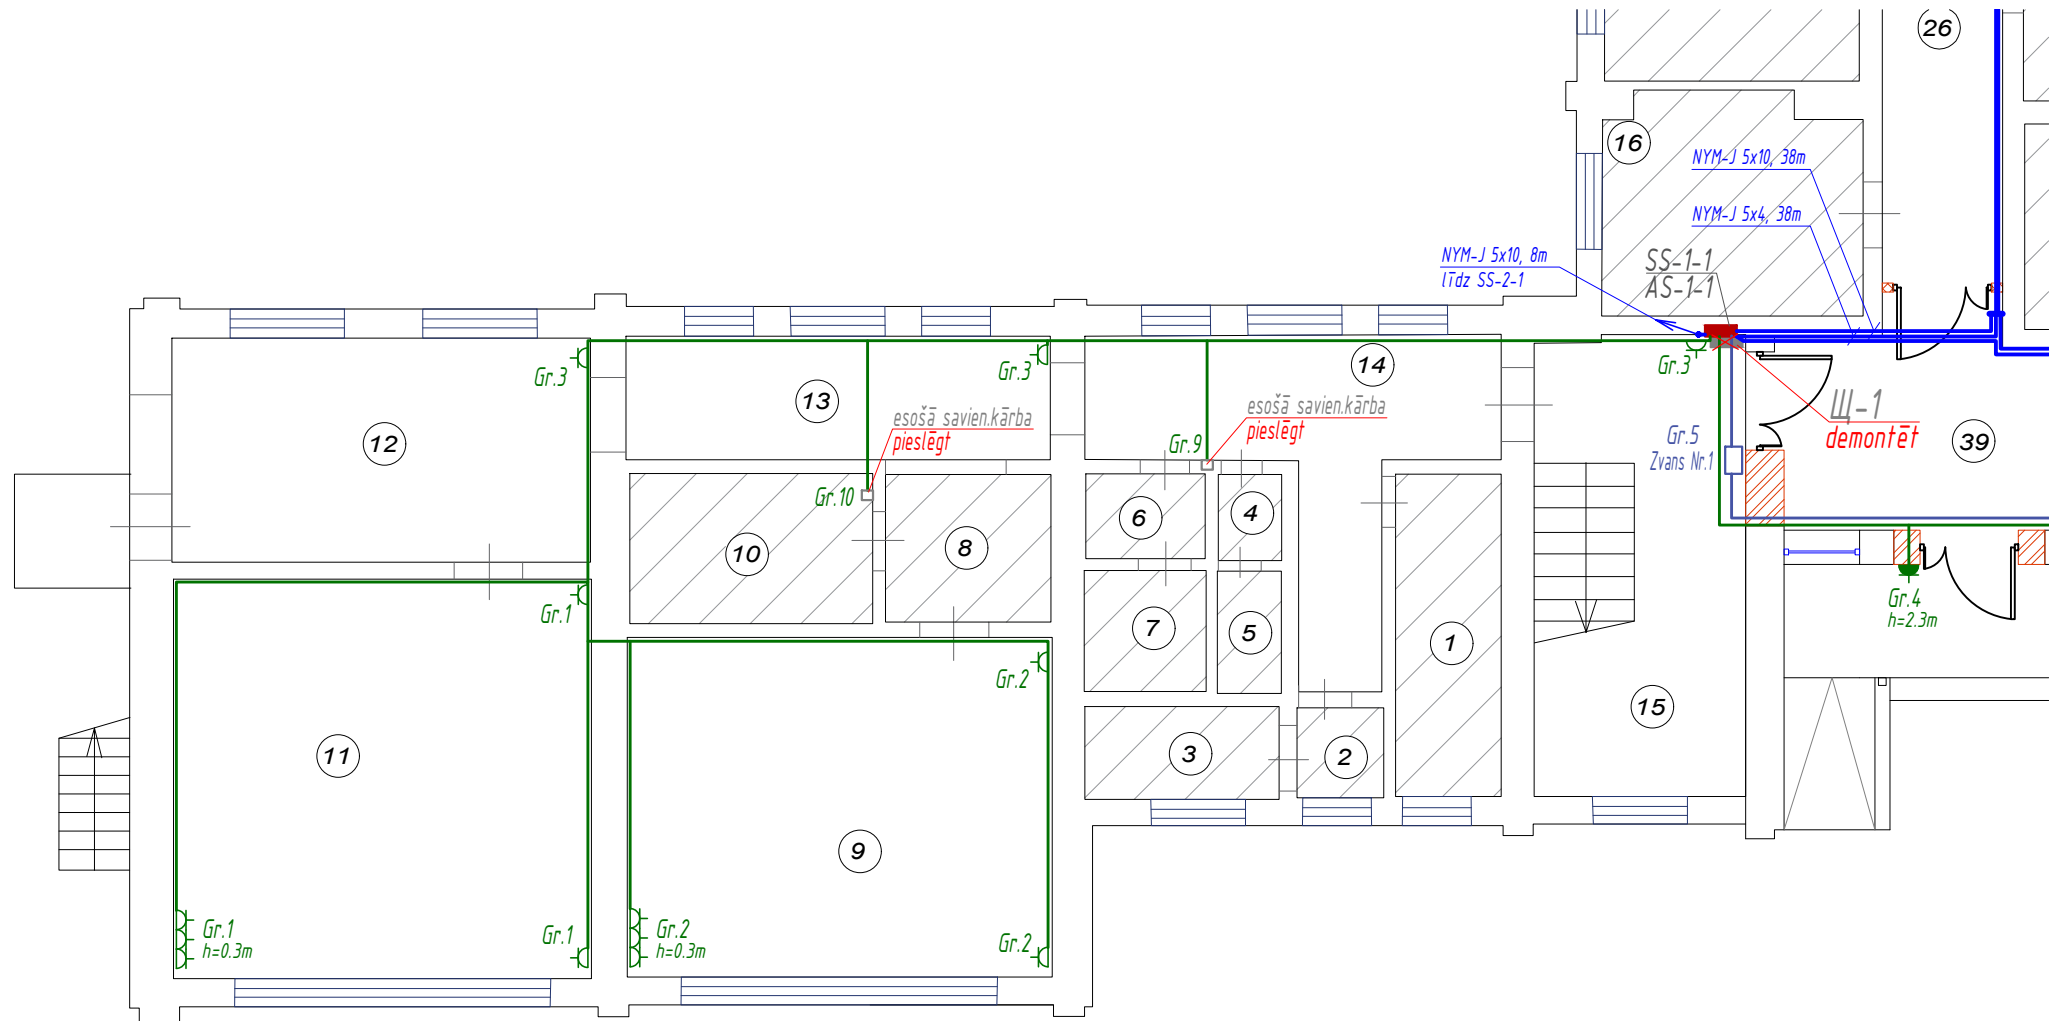 26
16
NYM-J 5x10, 38m
NYM-J 5x4, 38m
NYM-J 5x10, 8m
līdz SS-2-1
SS-1-1
AS-1-1
Gr.3
Gr.3
Gr.3
14
13
12
esošā savien.kārba
pieslēgt
esošā savien.kārba
pieslēgt
Щ-1
demontēt
Gr.5
Zvans Nr.1
39
Gr.9
Gr.10
6
4
10
8
Gr.1
7
5
1
Gr.4
h=2.3m
Gr.2
15
11
3
2
9
Gr.1
h=0.3m
Gr.1
Gr.2
h=0.3m
Gr.2